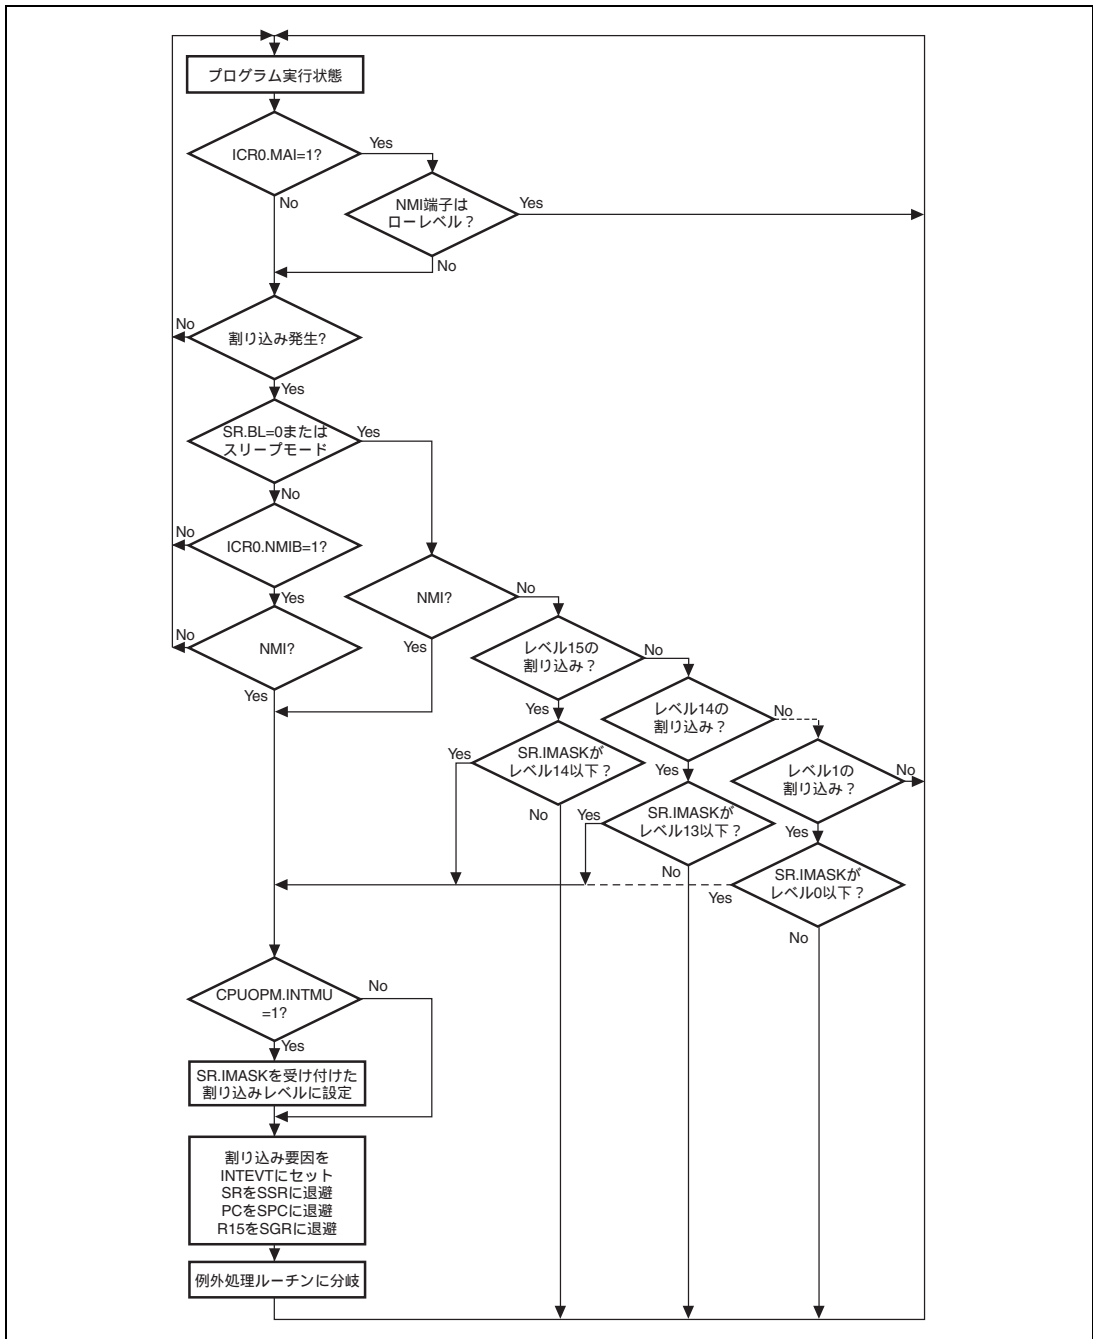 プログラム実行状態
ICR0.MAI=1?
Yes
No
NMI端子は
ローレベル？
Yes
No
割り込み発生?
No
Yes
SR.BL=0または
スリープモード
Yes
No
ICR0.NMIB=1?
No
Yes
NMI?
No
Yes
NMI?
No
Yes
レベル15の
割り込み？
No
Yes
レベル14の
割り込み？
No
Yes
レベル1の
割り込み？
No
Yes
SR.IMASKが
レベル14以下？
Yes
No
SR.IMASKが
レベル13以下？
Yes
No
SR.IMASKが
レベル0以下？
Yes
No
CPUOPM.INTMU
=1?
No
Yes
SR.IMASKを受け付けた
割り込みレベルに設定
割り込み要因を
INTEVTにセット
SRをSSRに退避
PCをSPCに退避
R15をSGRに退避
例外処理ルーチンに分岐